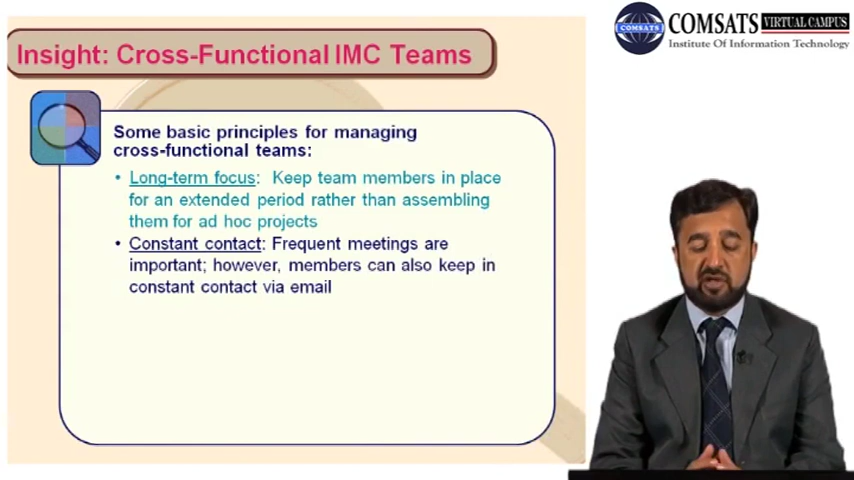 Insight: Cross-Functional IMC Teams
COMSATS VIRTUAL CAMPUS
Institute Of Information Technology
COMSATS
Some basic principles for managing
cross-functional teams:
• Long-term focus: Keep team members in place
for an extended period rather than assembling
them for ad hoc projects
• Constant contact: Frequent meetings are
important; however, members can also keep in
constant contact via email